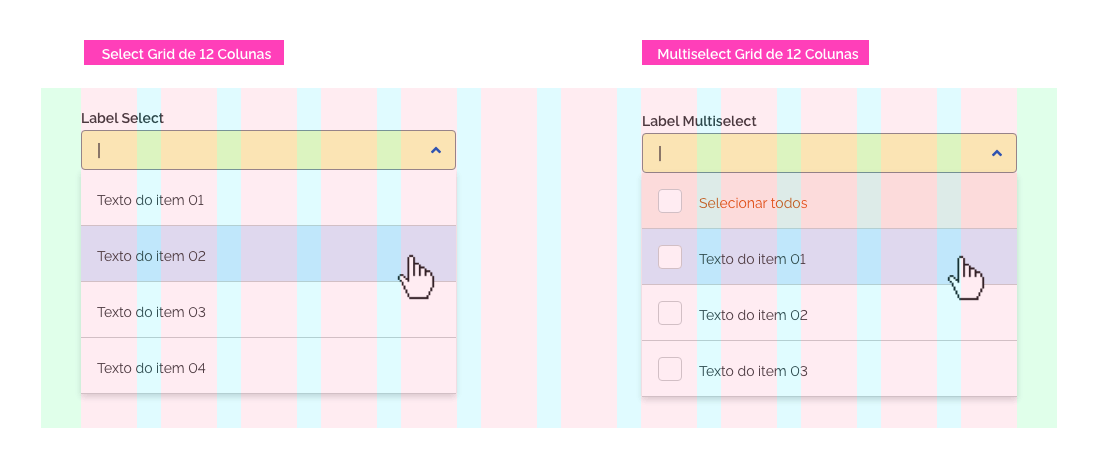 Select Grid de 12 Colunas
Label Select
Texto do item 01
Texto do item 02
Texto do item 03
Texto do item 04
Multiselect Grid de 12 Colunas
Label Multiselect
Selecionar todos
Texto do item 01
Texto do item 02
Texto do item 03